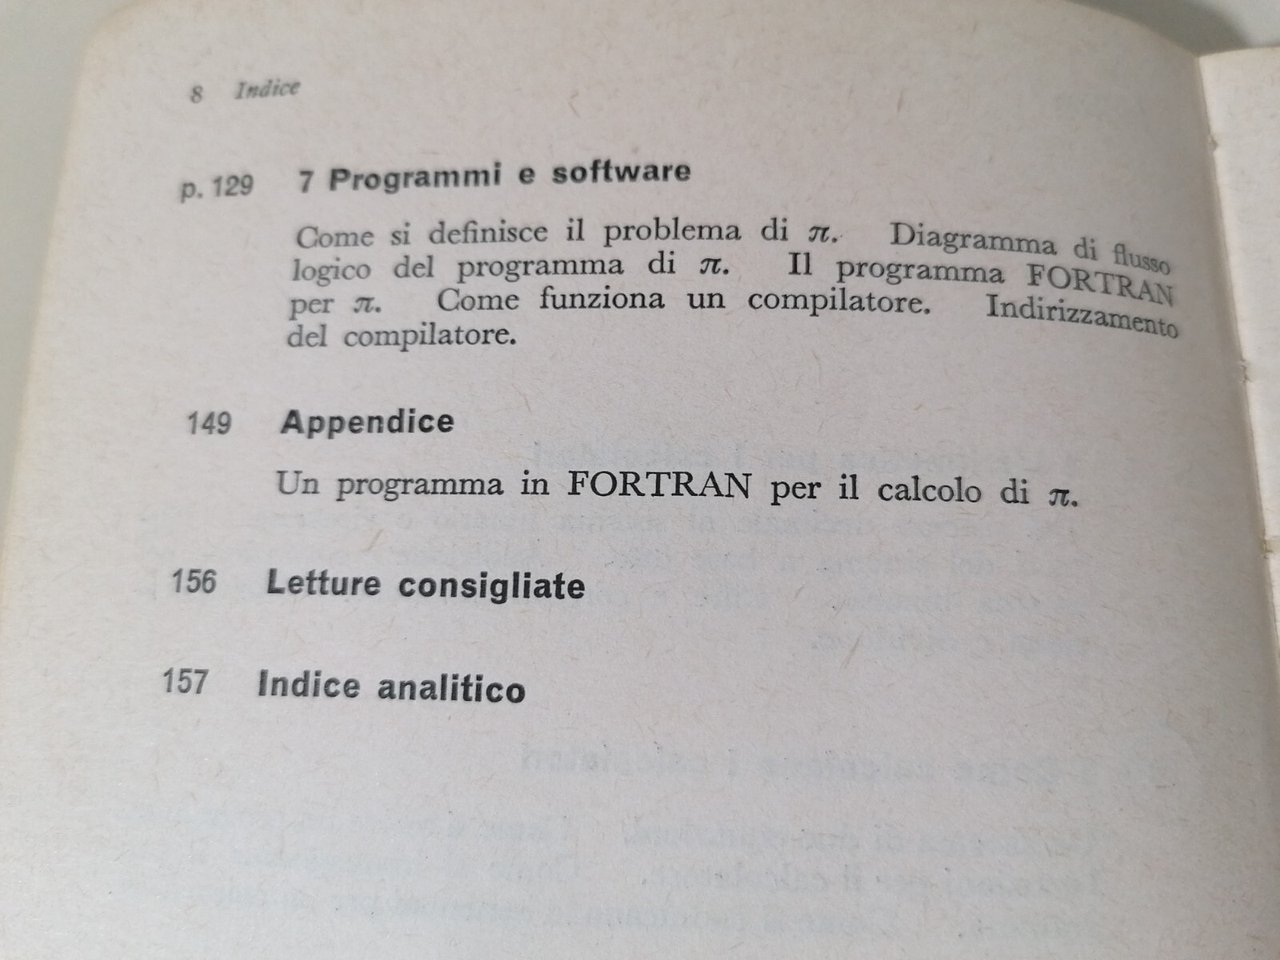 8 Indice
p. 129 7 Programmi e software
Come si definisce il problema di π. Diagramma di flusso
logico del programma di π. Il programma FORTRAN
per π. Come funziona un compilatore. Indirizzamento
del compilatore.
149 Appendice
Un programma in FORTRAN per il calcolo di π.
156 Letture consigliate
157 Indice analitico